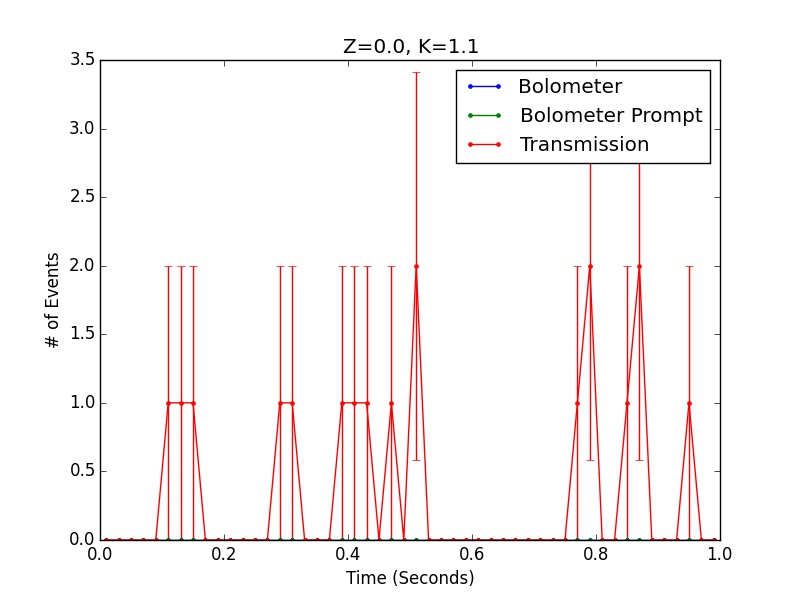 Z=0.0, K=1.1
3.5
3.0
2.5
2.0
1.5
1.0
0.5
0.0
# of Events
Bolometer
Bolometer Prompt
Transmission
0.0 0.2 0.4 0.6 0.8 1.0
Time (Seconds)